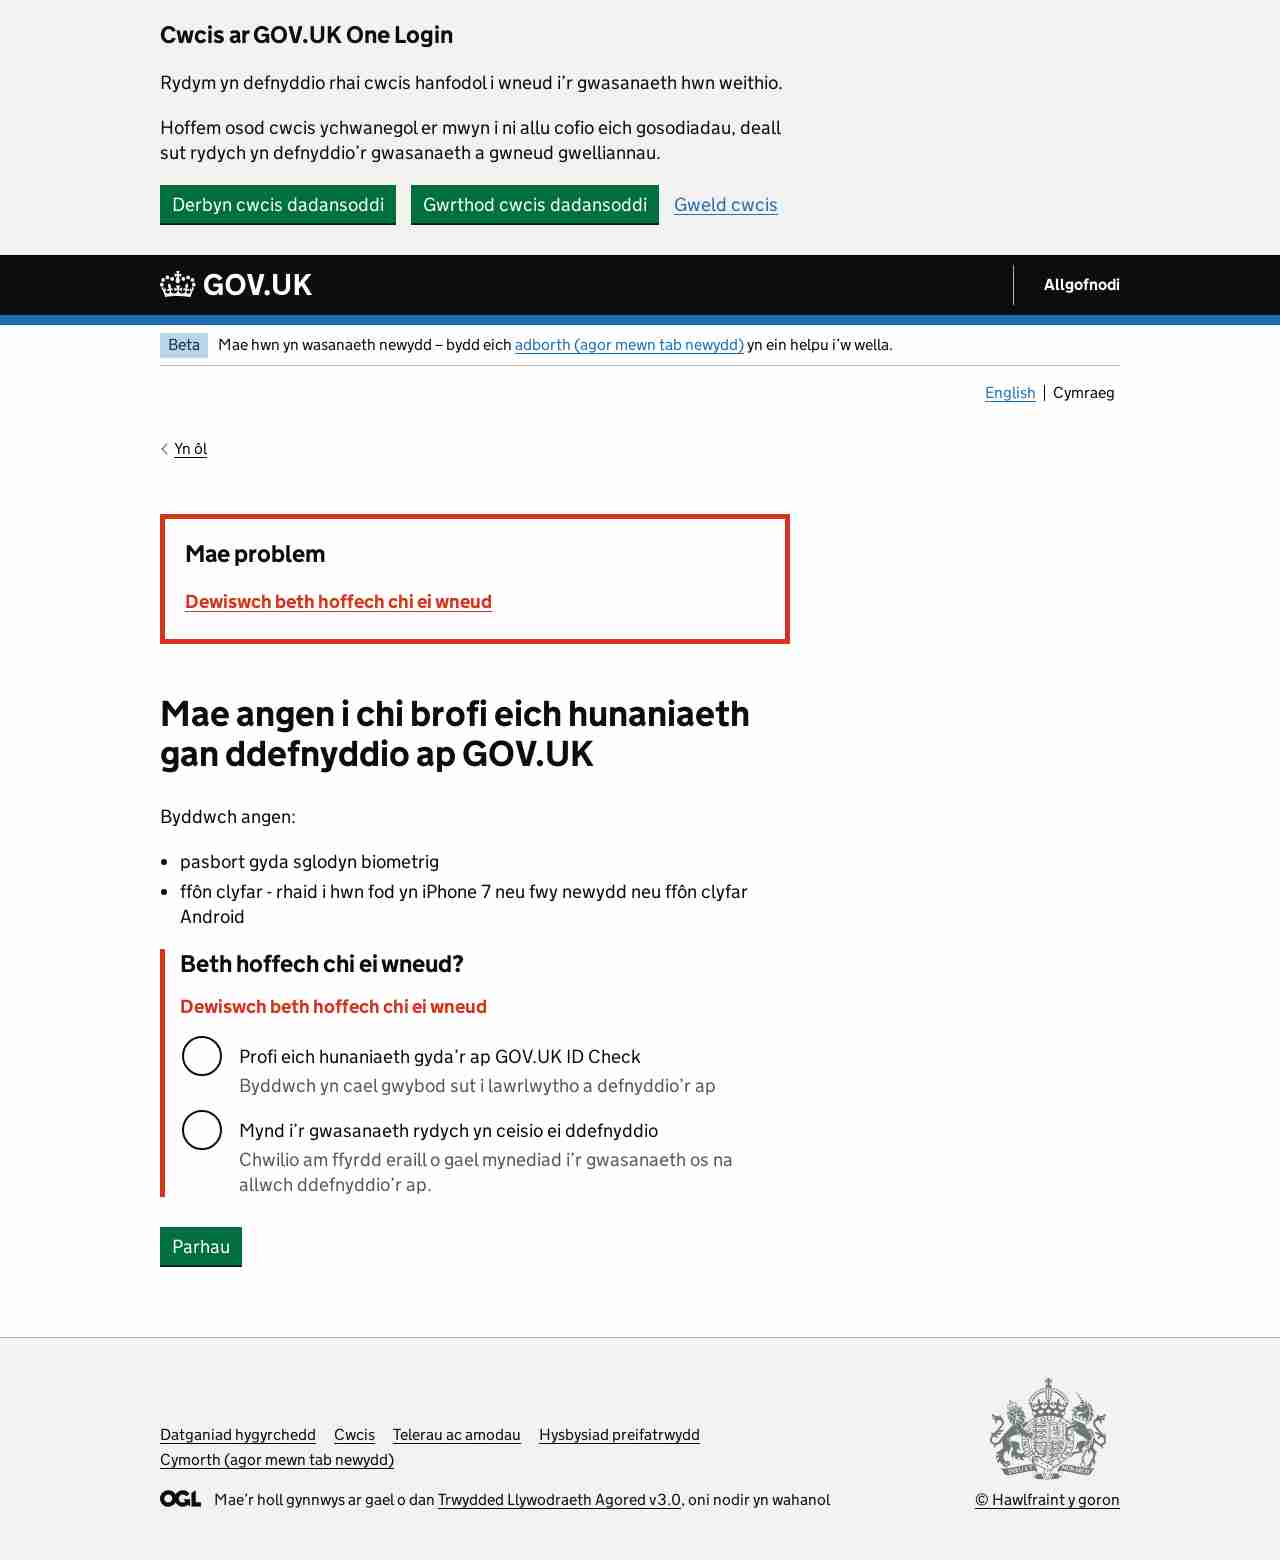 Cwcis ar GOV.UK One Login
Rydym yn defnyddio rhai cwcis hanfodol i wneud i’r gwasanaeth hwn weithio.
Hoffem osod cwcis ychwanegol er mwyn i ni allu cofio eich gosodiadau, deall
sut rydych yn defnyddio’r gwasanaeth a gwneud gwelliannau.
Derbyn cwcis dadansoddi Gwrthod cwcis dadansoddi Gweld cwcis
GOV.UK Allgofnodi
Beta Mae hwn yn wasanaeth newydd – bydd eich adborth (agor mewn tab newydd) yn ein helpu i’w wella.
English Cymraeg
Yn ôl
Mae problem
Dewiswch beth hoffech chi ei wneud
Mae angen i chi brofi eich hunaniaeth
gan ddefnyddio ap GOV.UK
Byddwch angen:
• pasbort gyda sglodyn biometrig
• ffôn clyfar - rhaid i hwn fod yn iPhone 7 neu fwy newydd neu ffôn clyfar
Android
Beth hoffech chi ei wneud?
Dewiswch beth hoffech chi ei wneud
Profi eich hunaniaeth gyda’r ap GOV.UK ID Check
Byddwch yn cael gwybod sut i lawrlwytho a defnyddio’r ap
Mynd i’r gwasanaeth rydych yn ceisio ei ddefnyddio
Chwilio am ffyrdd eraill o gael mynediad i’r gwasanaeth os na
allwch ddefnyddio’r ap.
Parhau
Datganiad hygyrchedd Cwcis Telerau ac amodau Hysbysiad preifatrwydd
Cymorth (agor mewn tab newydd)
OGL Mae’r holl gynnwys ar gael o dan Trwydded Llywodraeth Agored v3.0, oni nodir yn wahanol
© Hawlfraint y goron